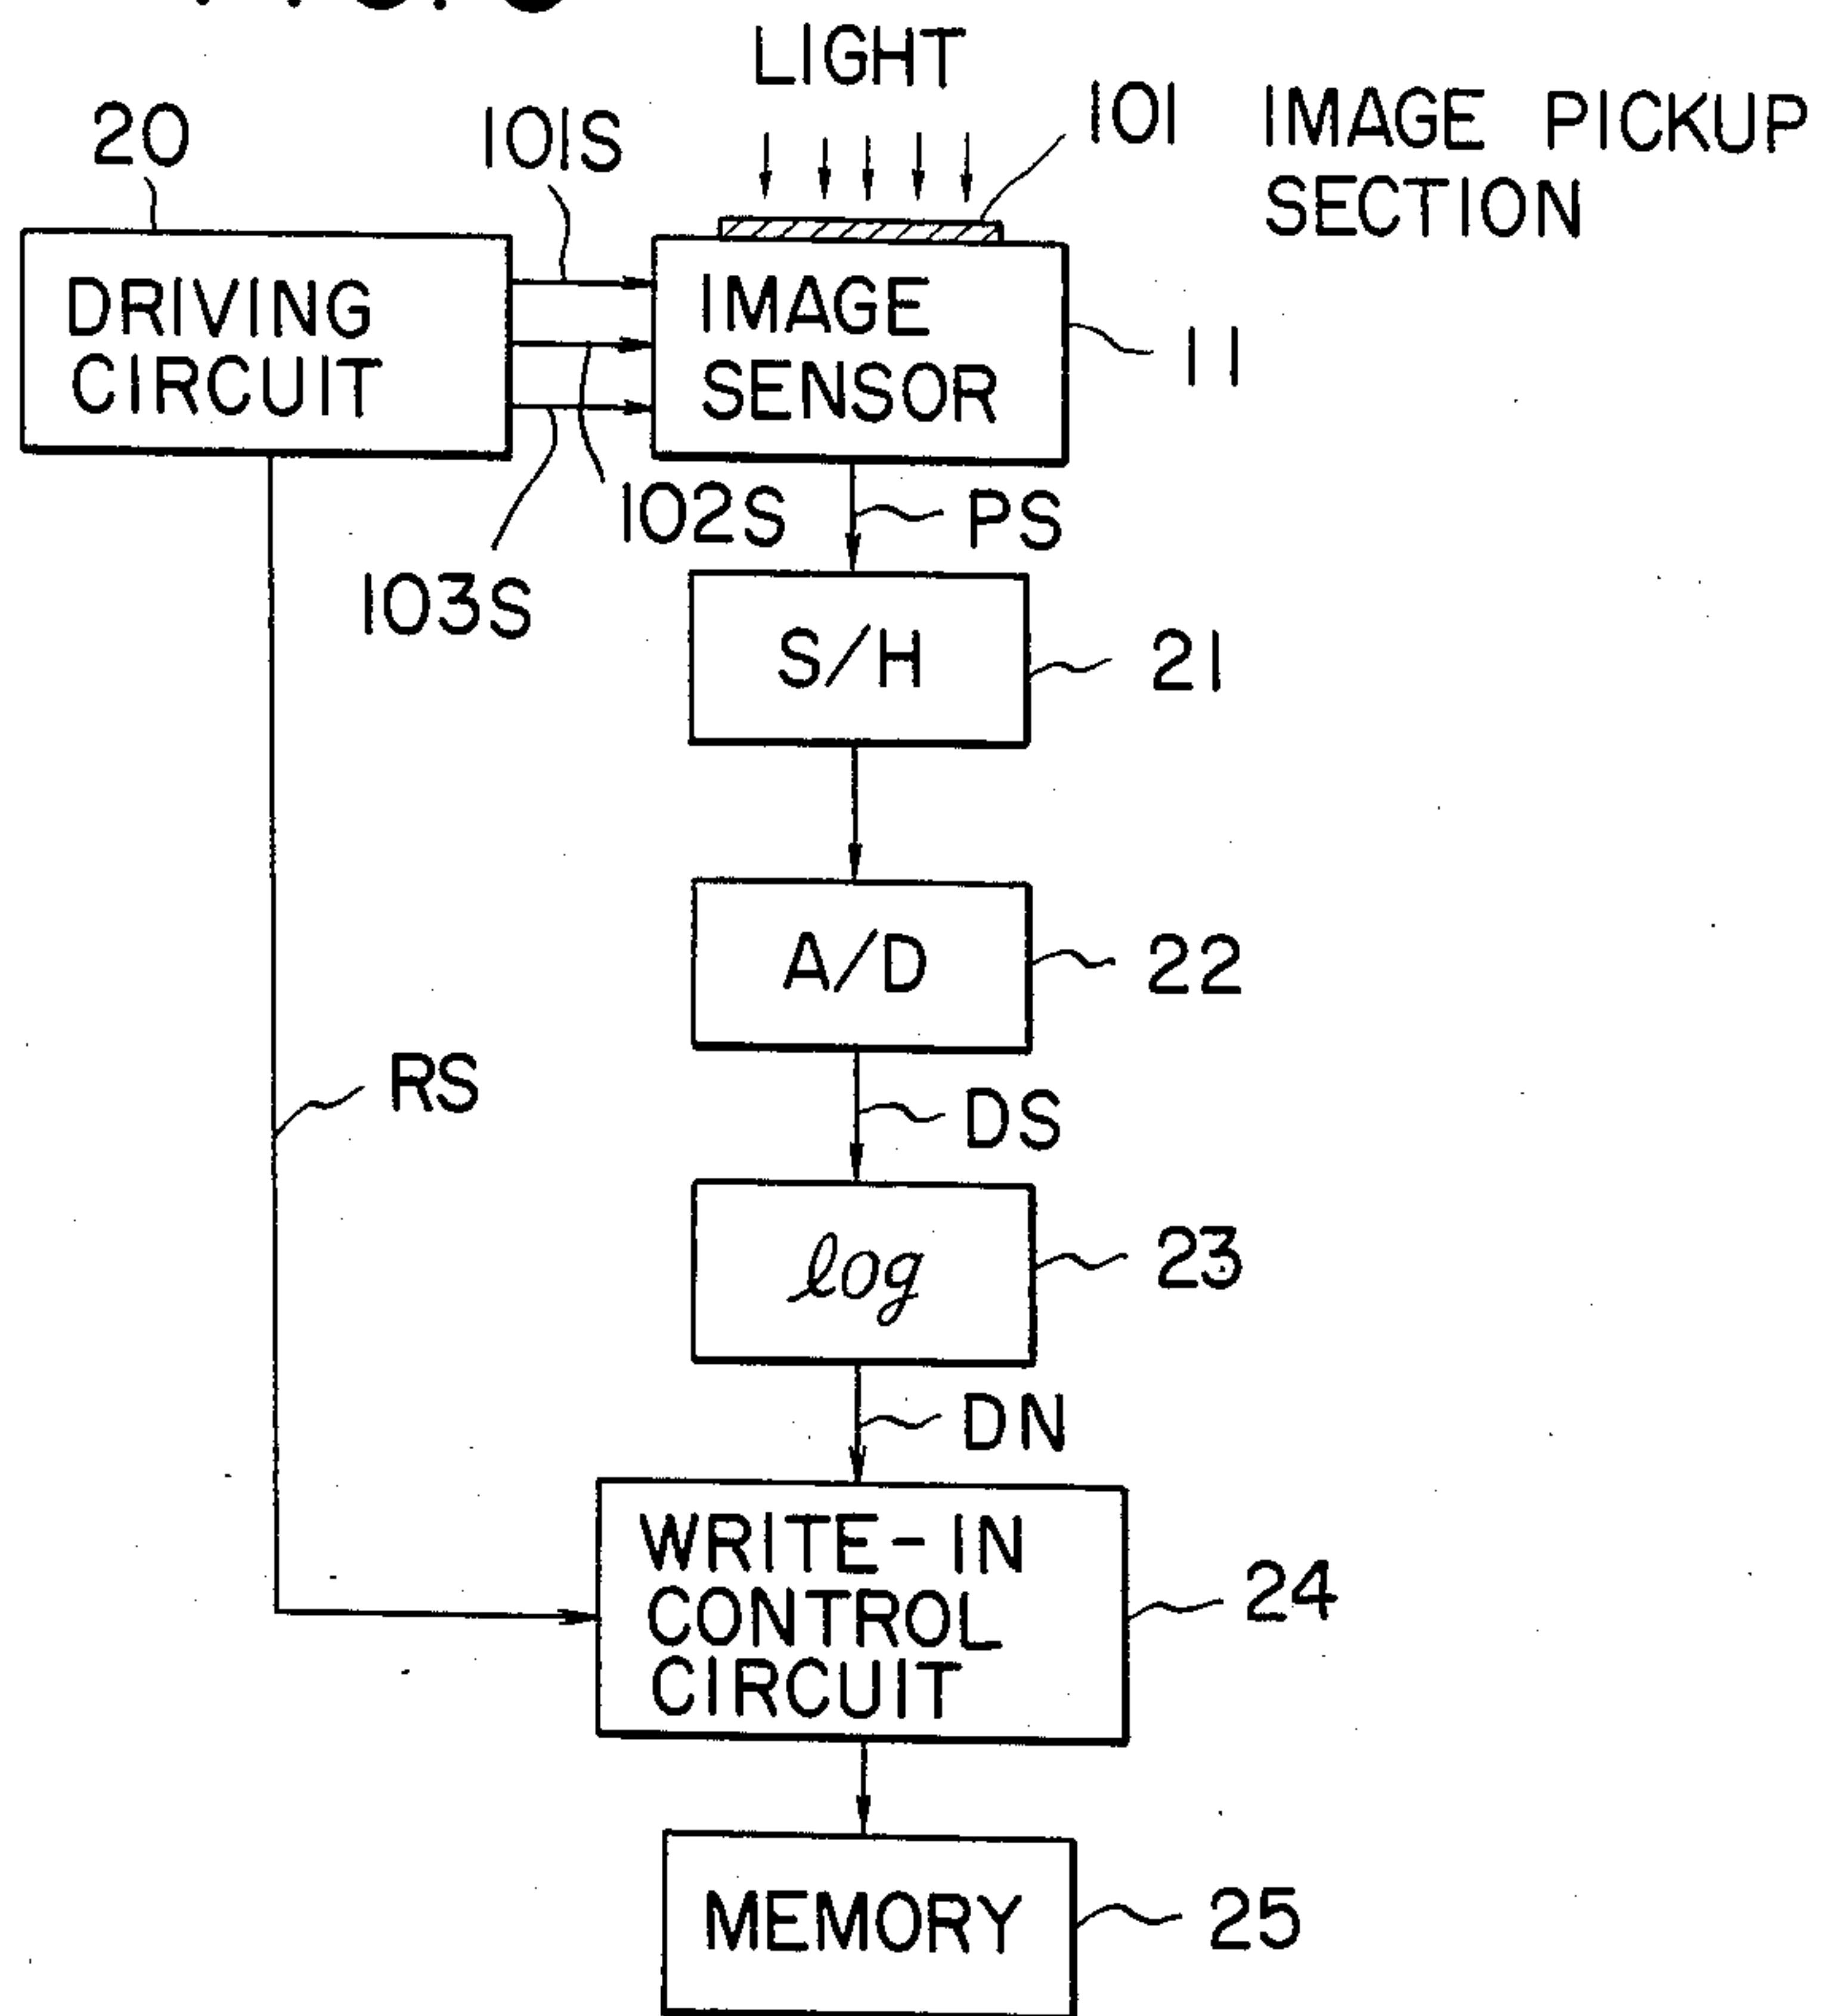 LIGHT
20
101S
101 IMAGE PICKUP
SECTION
DRIVING
CIRCUIT
IMAGE
SENSOR
11
102S
PS
103S
S/H
21
A/D
22
RS
DS
log
23
DN
WRITE-IN
CONTROL
CIRCUIT
24
MEMORY
25